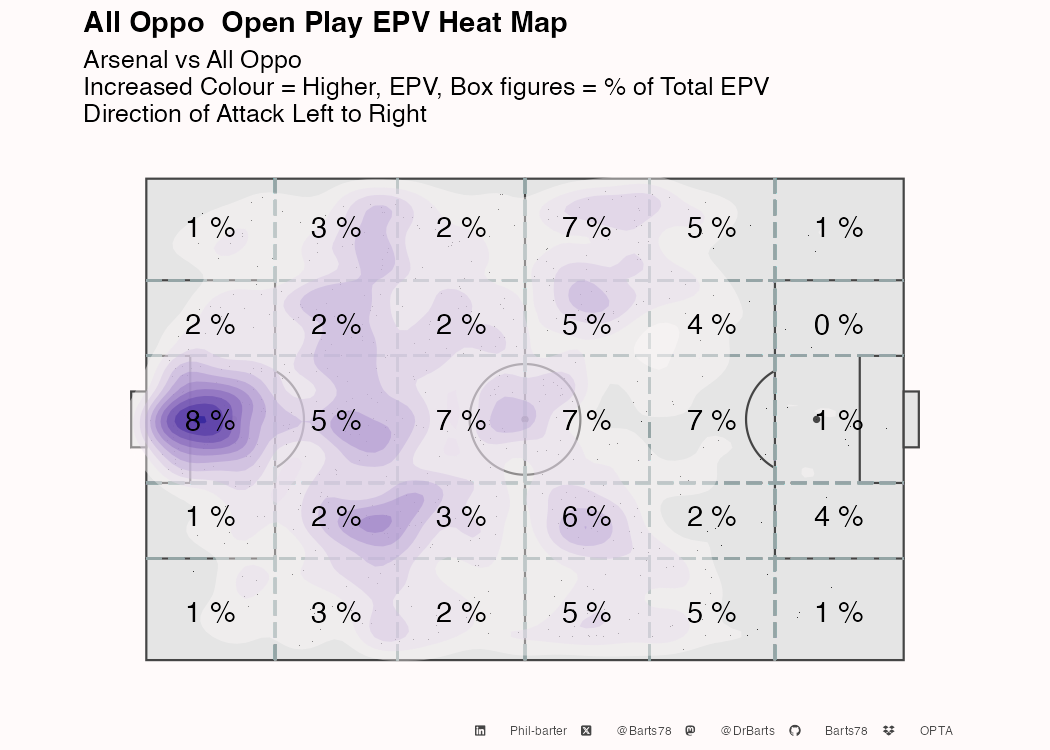 All Oppo  Open Play EPV Heat Map
Arsenal vs All Oppo
Increased Colour = Higher, EPV, Box figures = % of Total EPV
Direction of Attack Left to Right
1 % 3 % 2 % 7 % 5 % 1 %
2 % 2 % 2 % 5 % 4 % 0 %
8 % 5 % 7 % 7 % 7 % 1 %
1 % 2 % 3 % 6 % 2 % 4 %
1 % 3 % 2 % 5 % 5 % 1 %
Phil-barter @Barts78 @DrBarts Barts78 OPTA